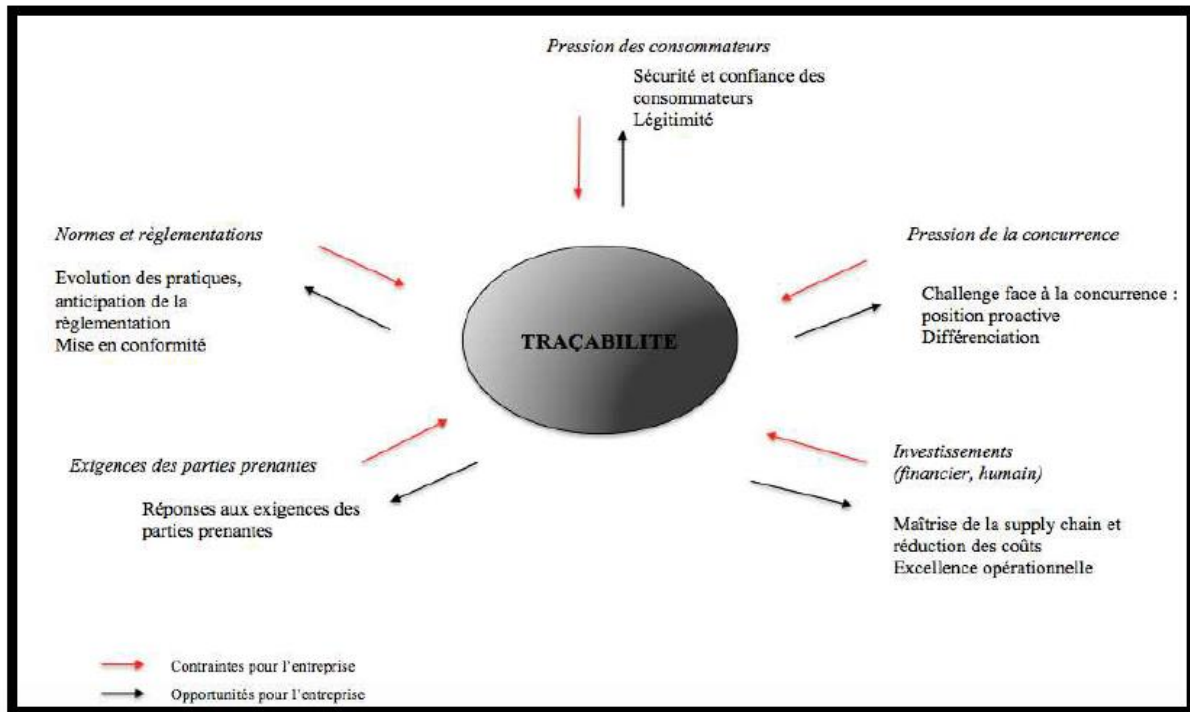 Pression des consommateurs
Sécurité et confiance des
consommateurs
Légitimité
Normes et règlementations
Evolution des pratiques,
anticipation de la
règlementation
Mise en conformité
Pression de la concurrence
Challenge face à la concurrence :
position proactive
Différenciation
TRAÇABILITE
Exigences des parties prenantes
Réponses aux exigences des
parties prenantes
Investissements
(financier, humain)
Maîtrise de la supply chain et
réduction des coûts
Excellence opérationnelle
Contraintes pour l'entreprise
Opportunités pour l'entreprise